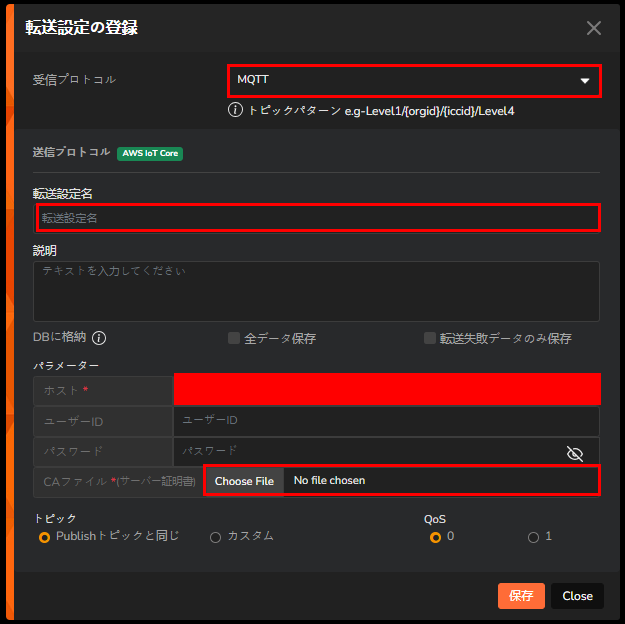 転送設定の登録
受信プロトコル
MQTT
トピックパターン e.g-Level1/{orgid}/{iccid}/Level4
送信プロトコル AWS IoT Core
転送設定名
転送設定名
説明
テキストを入力してください
DBに格納 全データ保存 転送失敗データのみ保存
パラメーター
ホスト *
ユーザーID ユーザーID
パスワード パスワード
CAファイル *(サーバー証明書) Choose File No file chosen
トピック QoS
Publishトピックと同じ カスタム 0 1
保存 Close